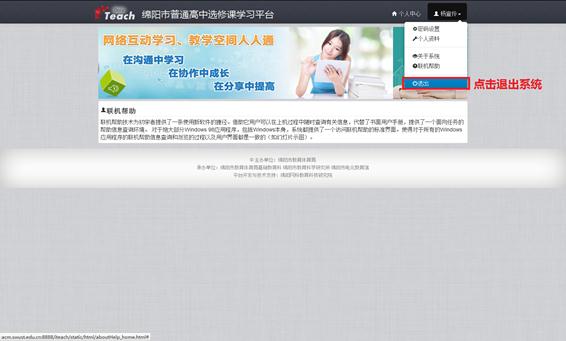 iTeach 绵阳市普通高中选修课学习平台
个人中心
杨宜伶
密码设置
个人资料
关于系统
联机帮助
退出
点击退出系统
网络互动学习、教学空间人人通
在沟通中学习
在协作中成长
在分享中提高
联机帮助
联机帮助技术为初学者提供了一条使用新软件的捷径。借助它用户可以在上机过程中随时查询有关信息，代替了书面用户手册，提供了一个面向任务的
帮助信息查询环境。 对于绝大部分Windows 98应用程序，包括Windows本身，系统都提供了一个访问联机帮助的标准界面。使得对于所有的Windows
应用程序的联机帮助信息查询和浏览的过程以及用户界面都是一致的（如幻灯片示图）。
主办单位：绵阳市教育体育局
承办单位：绵阳市教育体育局基础教育科 绵阳市教育科学研究所 绵阳市电化教育馆
平台开发与技术支持：绵阳网科教育科技研究院
acm.swust.edu.cn:8888/iteach/static/html/aboutHelp_home.html#